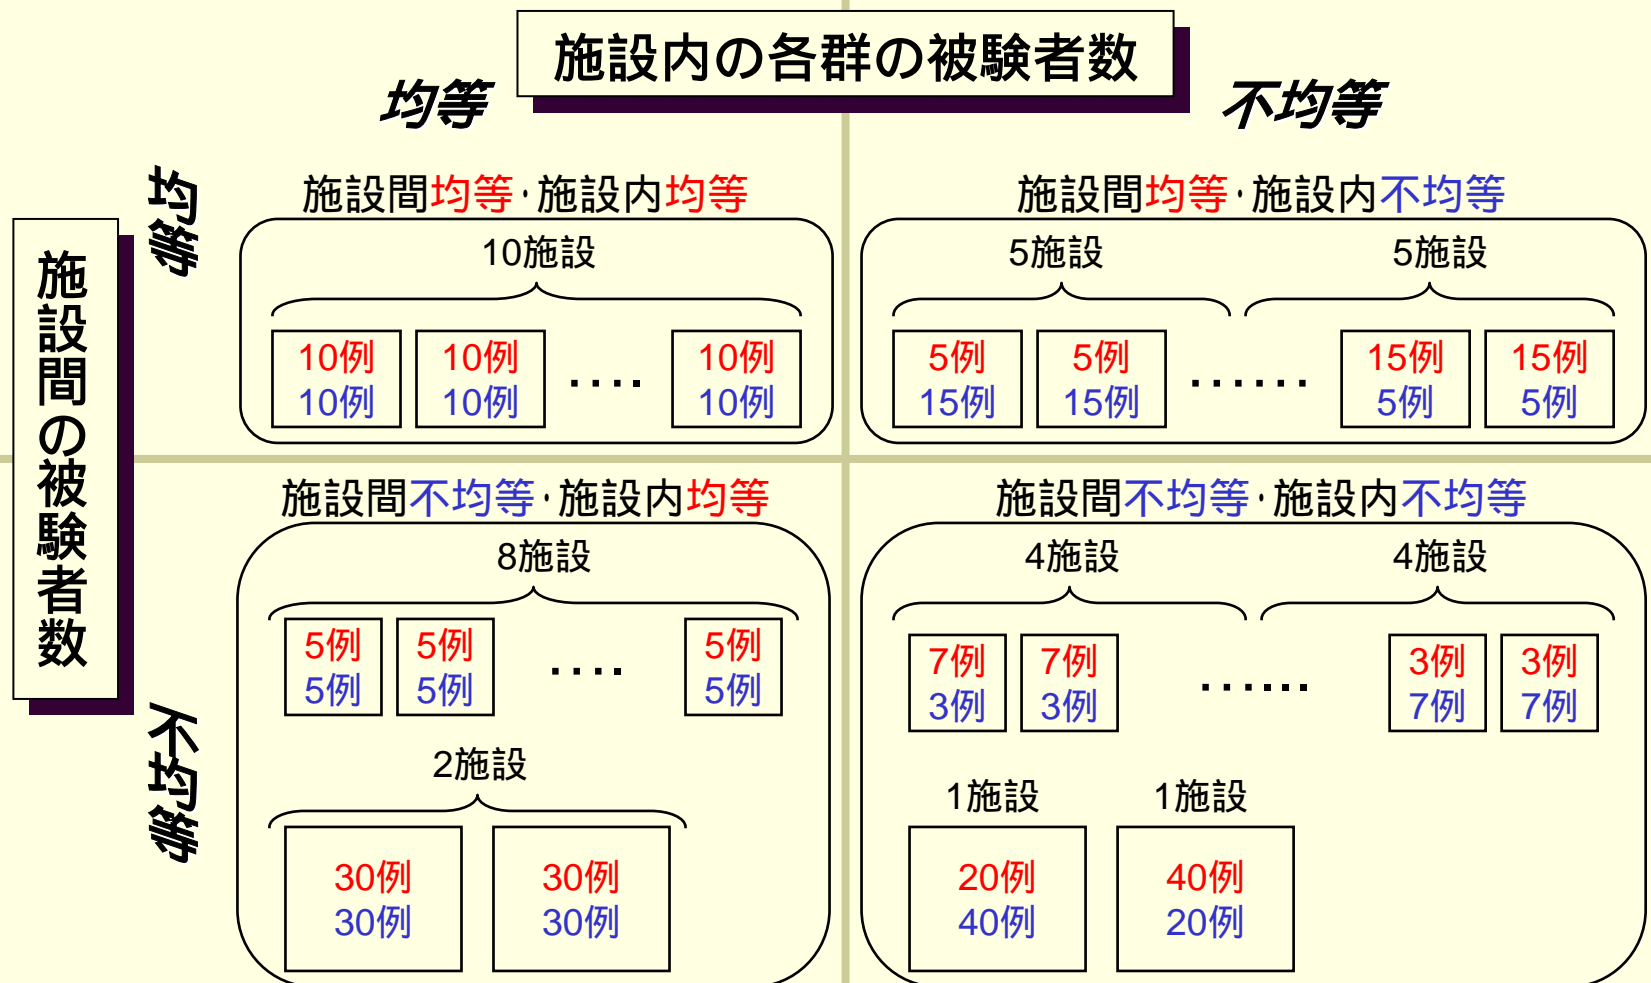 施設内の各群の被験者数
均等
不均等
施設間の被験者数
均等
不均等
施設間均等・施設内均等
10施設
10例 10例 ‥‥ 10例
10例 10例 10例
施設間均等・施設内不均等
5施設 5施設
5例 5例 ‥‥‥ 15例 15例
15例 15例 5例 5例
施設間不均等・施設内均等
8施設
5例 5例 ‥‥ 5例
5例 5例 5例
2施設
30例 30例
30例 30例
施設間不均等・施設内不均等
4施設 4施設
7例 7例 ‥‥‥ 3例 3例
3例 3例 7例 7例
1施設 1施設
20例 40例
40例 20例